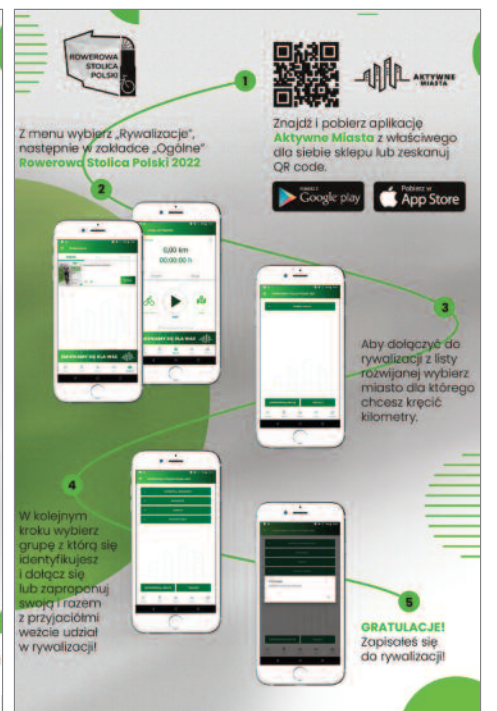 ROWEROWA
STOLICA
POLSKI
1
AKTYWNE
MIASTA
Znajdź i pobierz aplikację
Aktywne Miasta z właściwego
dla siebie sklepu lub zeskanuj
QR code.
POBIERZ Z
Google play
Pobierz w
App Store
Z menu wybierz „Rywalizacje”,
następnie w zakładce „Ogólne”
Rowerowa Stolica Polski 2022
2
0,00 km
00:00:00 h
3
Aby dołączyć do
rywalizacji z listy
rozwijanej wybierz
miasto dla którego
chcesz kręcić
kilometry.
4
W kolejnym
kroku wybierz
grupę z którą się
identyfikujesz
i dołącz się
lub zaproponuj
swoją i razem
z przyjaciółmi
weźcie udział
w rywalizacji!
5
GRATULACJE!
Zapisałeś się
do rywalizacji!